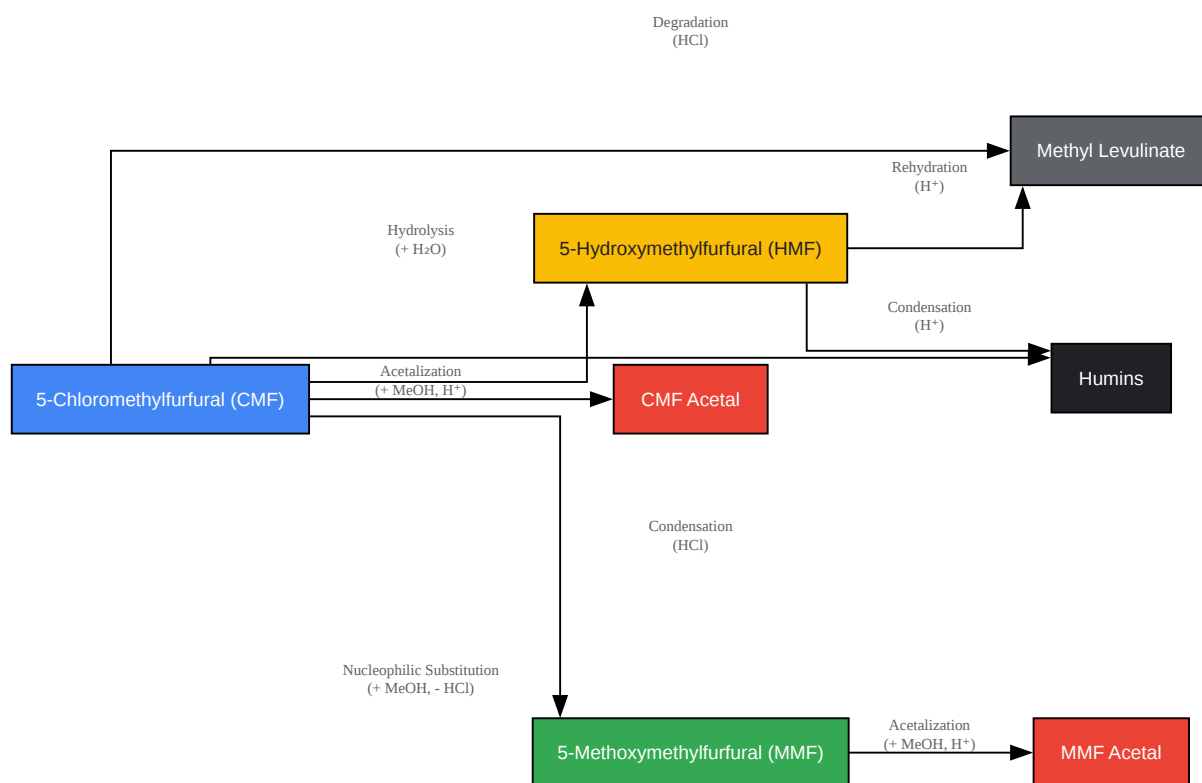 Degradation
(HCl)
Methyl Levulinate
Rehydration
(H⁺)
Hydrolysis
(+ H₂O)
5-Hydroxymethylfurfural (HMF)
Condensation
(H⁺)
Acetalization
(+ MeOH, H⁺)
5-Chloromethylfurfural (CMF)
CMF Acetal
Humins
Condensation
(HCl)
Nucleophilic Substitution
(+ MeOH, - HCl)
5-Methoxymethylfurfural (MMF)
Acetalization
(+ MeOH, H⁺)
MMF Acetal